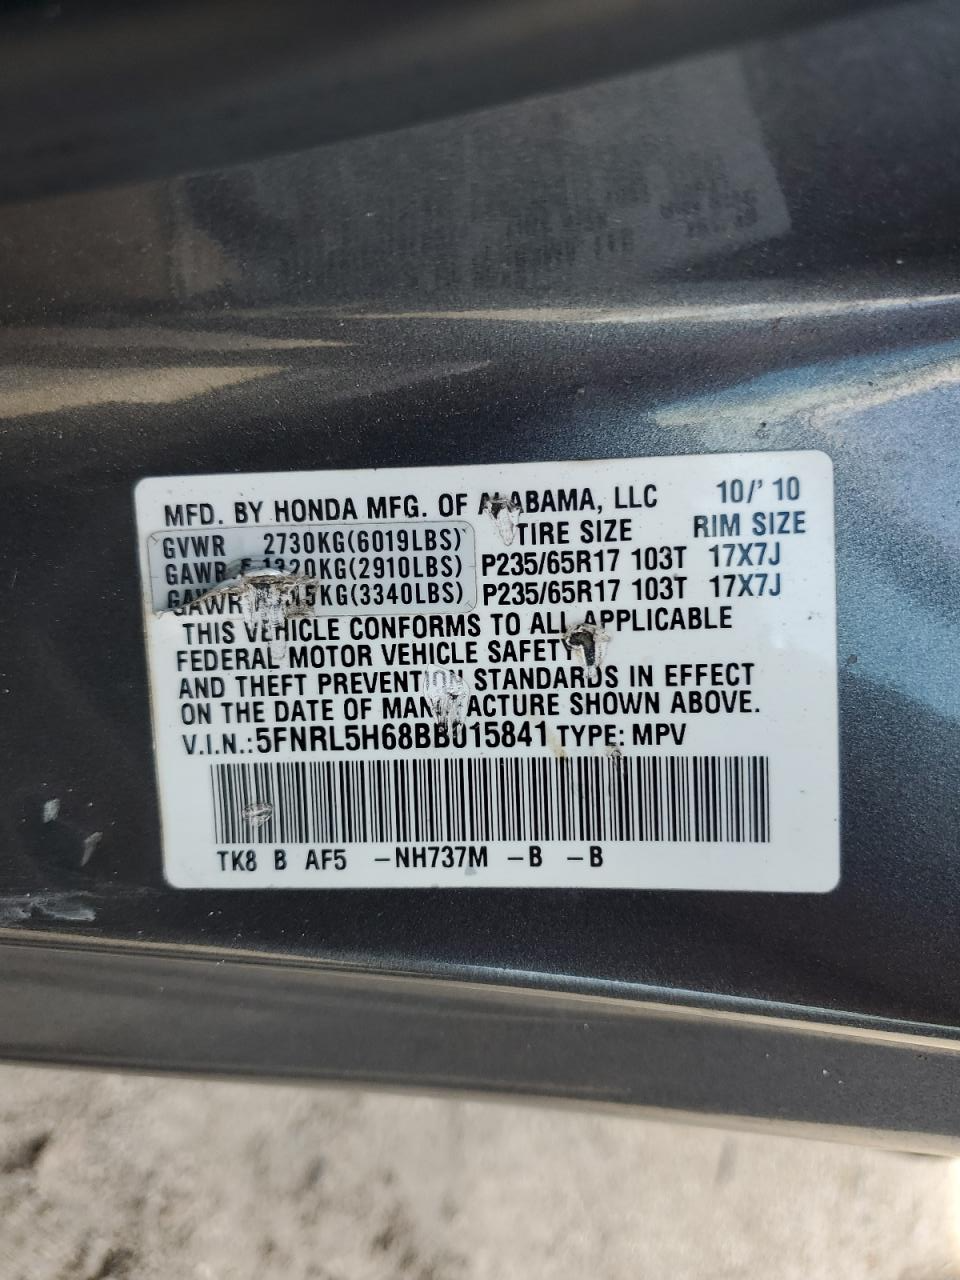 MFD. BY HONDA MFG. OF ALABAMA, LLC 10/'10
TIRE SIZE RIM SIZE
GVWR 2730KG(6019LBS)
GAWR F 1320KG(2910LBS) P235/65R17 103T 17X7J
GAWR KG(3340LBS) P235/65R17 103T 17X7J
THIS VEHICLE CONFORMS TO ALL APPLICABLE
FEDERAL MOTOR VEHICLE SAFETY
AND THEFT PREVENTION STANDARDS IN EFFECT
ON THE DATE OF MANUFACTURE SHOWN ABOVE.
V.I.N.:5FNRL5H68BB015841 TYPE: MPV
TK8 B AF5 -NH737M -B -B